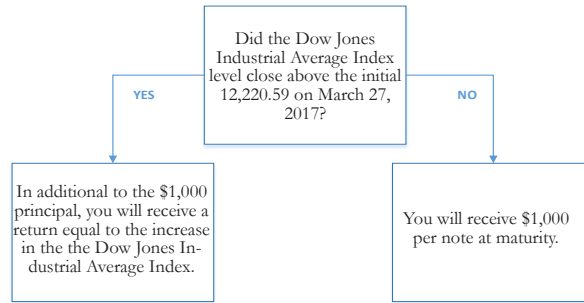 Did the Dow Jones
Industrial Average Index
level close above the initial
12,220.59 on March 27,
2017?
YES
NO
In additional to the $1,000
principal, you will receive a
return equal to the increase
in the the Dow Jones In-
dustrial Average Index.
You will receive $1,000
per note at maturity.